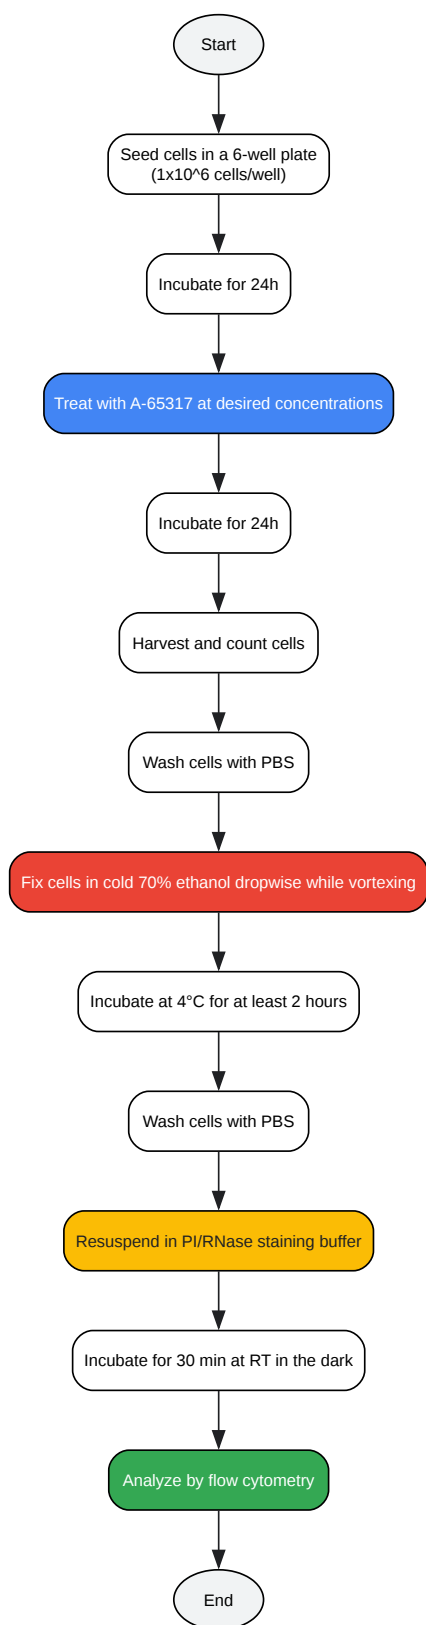 Start
Seed cells in a 6-well plate
(1x10^6 cells/well)
Incubate for 24h
Treat with A-65317 at desired concentrations
Incubate for 24h
Harvest and count cells
Wash cells with PBS
Fix cells in cold 70% ethanol dropwise while vortexing
Incubate at 4°C for at least 2 hours
Wash cells with PBS
Resuspend in PI/RNase staining buffer
Incubate for 30 min at RT in the dark
Analyze by flow cytometry
End